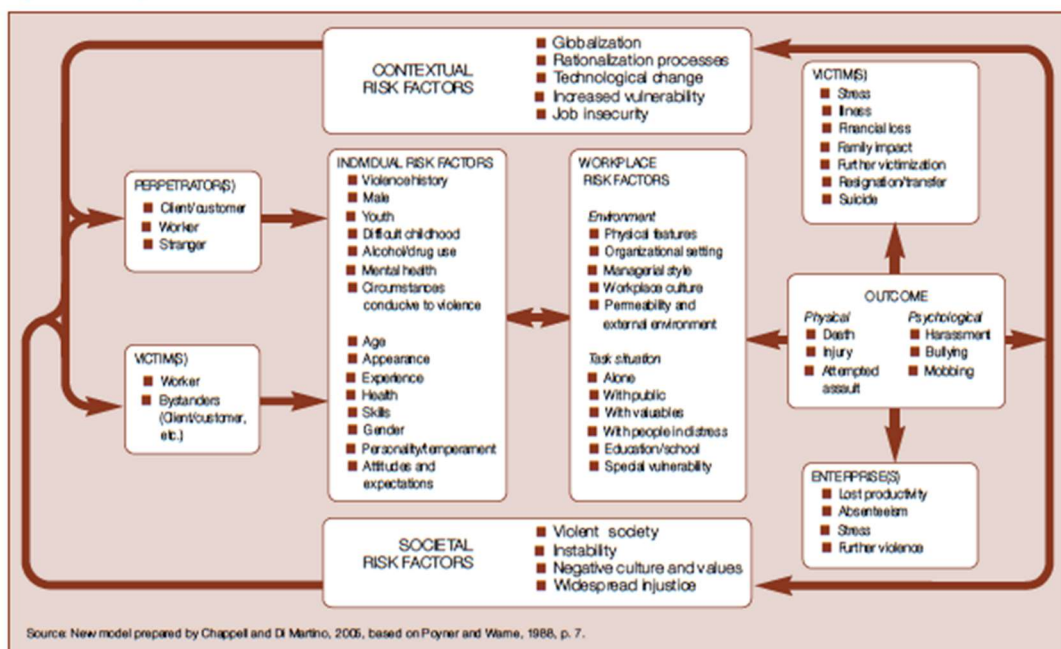 CONTEXTUAL
RISK FACTORS
Globalization
Rationalization processes
Technological change
Increased vulnerability
Job insecurity
PERPETRATOR(S)
Client/customer
Worker
Stranger
VICTIM(S)
Worker
Bystanders
(Client/customer,
etc.)
INDIVIDUAL RISK FACTORS
Violence history
Male
Youth
Difficult childhood
Alcohol/drug use
Mental health
Circumstances
conducive to violence
Age
Appearance
Experience
Health
Skills
Gender
Personality/temperament
Attitudes and
expectations
WORKPLACE
RISK FACTORS
Environment
Physical features
Organizational setting
Managerial style
Workplace culture
Permeability and
external environment
Task situation
Alone
With public
With valuables
With people in distress
Education/school
Special vulnerability
VICTIM(S)
Stress
Illness
Financial loss
Family impact
Further victimization
Resignation/transfer
Suicide
OUTCOME
Physical
Death
Injury
Attempted
assault
Psychological
Harassment
Bullying
Mobbing
ENTERPRISE(S)
Lost productivity
Absenteeism
Stress
Further violence
SOCIETAL
RISK FACTORS
Violent society
Instability
Negative culture and values
Widespread injustice
Source: New model prepared by Chappell and Di Martino, 2005, based on Poyner and Warne, 1988, p. 7.